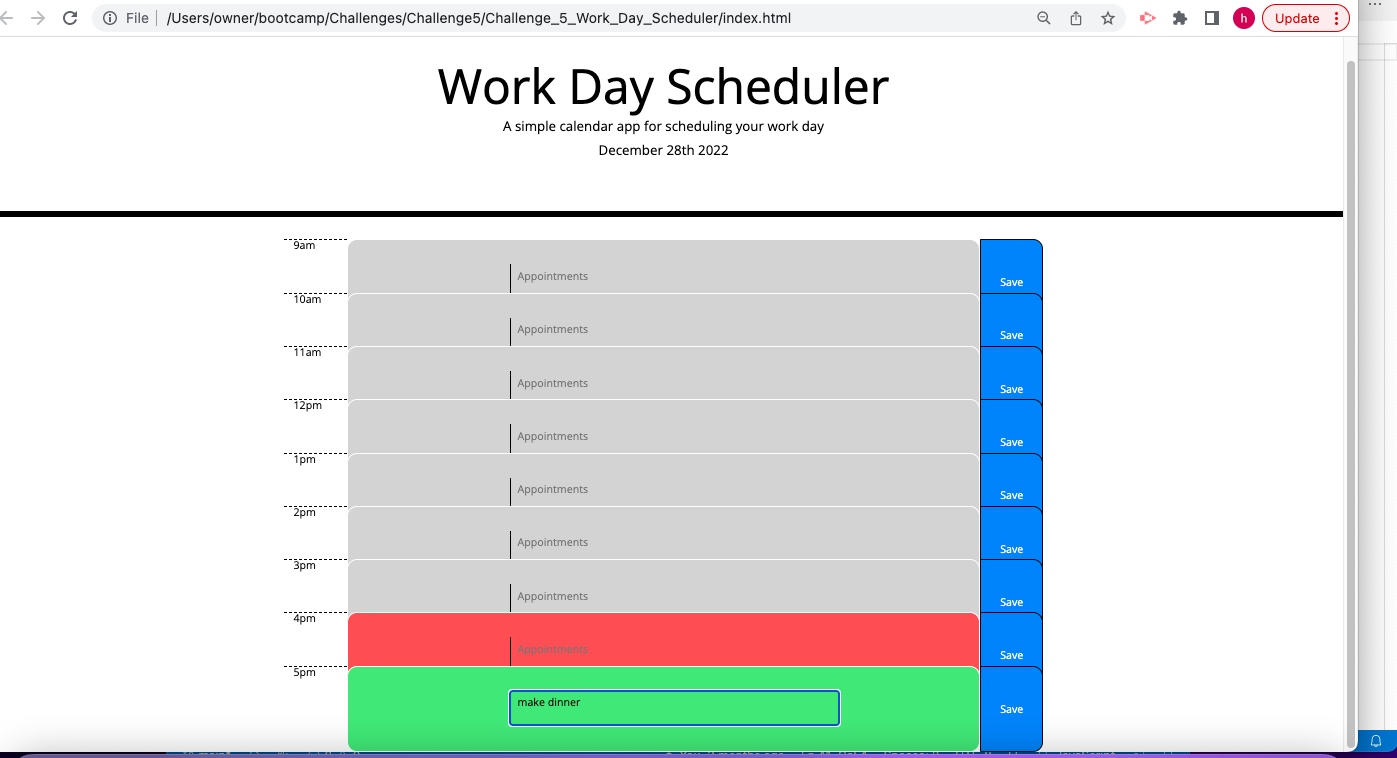 File /Users/owner/bootcamp/Challenges/Challenge5/Challenge_5_Work_Day_Scheduler/index.html h Update
Work Day Scheduler
A simple calendar app for scheduling your work day
December 28th 2022
9am
Appointments
Save
10am
Appointments
Save
11am
Appointments
Save
12pm
Appointments
Save
1pm
Appointments
Save
2pm
Appointments
Save
3pm
Appointments
Save
4pm
Appointments
Save
5pm
make dinner
Save